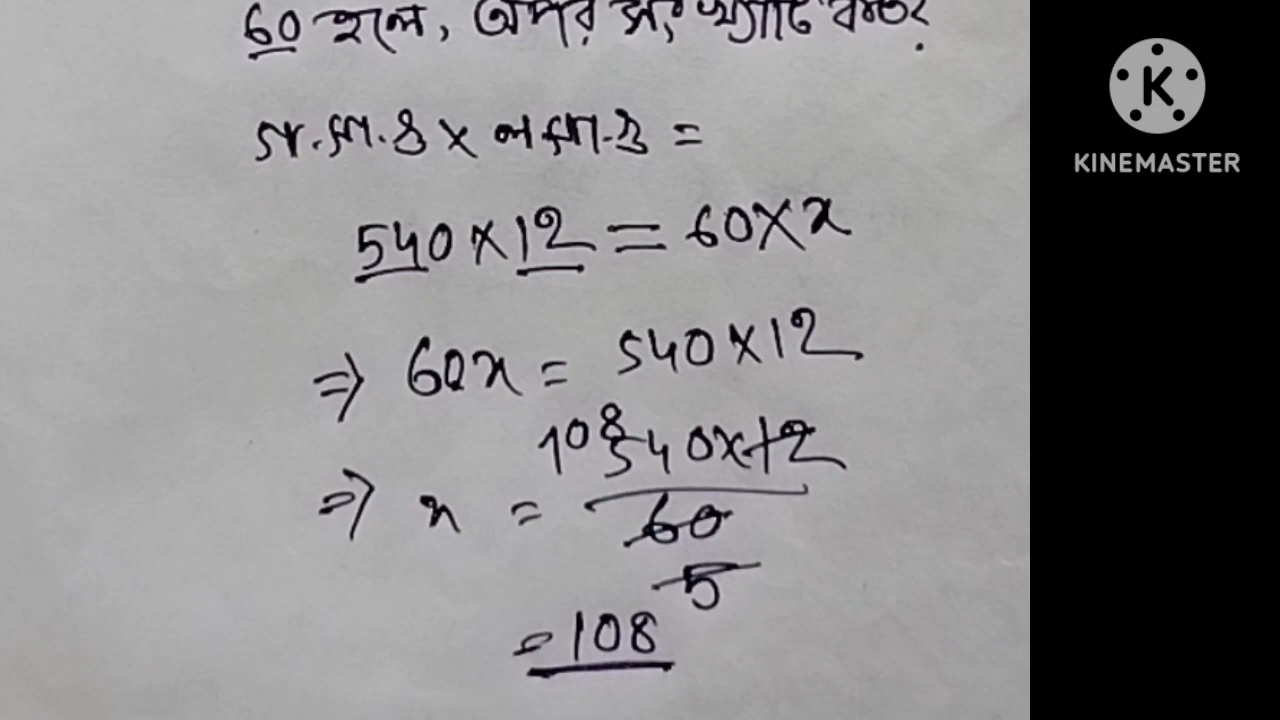 60 হলে, অপর সংখ্যাটি কত?
গ.সা.গু × ল.সা.গু =
540 × 12 = 60 × x
⇒ 60x = 540 × 12
108
⇒ x = 540 × 12 / 60
5
= 108
K
KINEMASTER